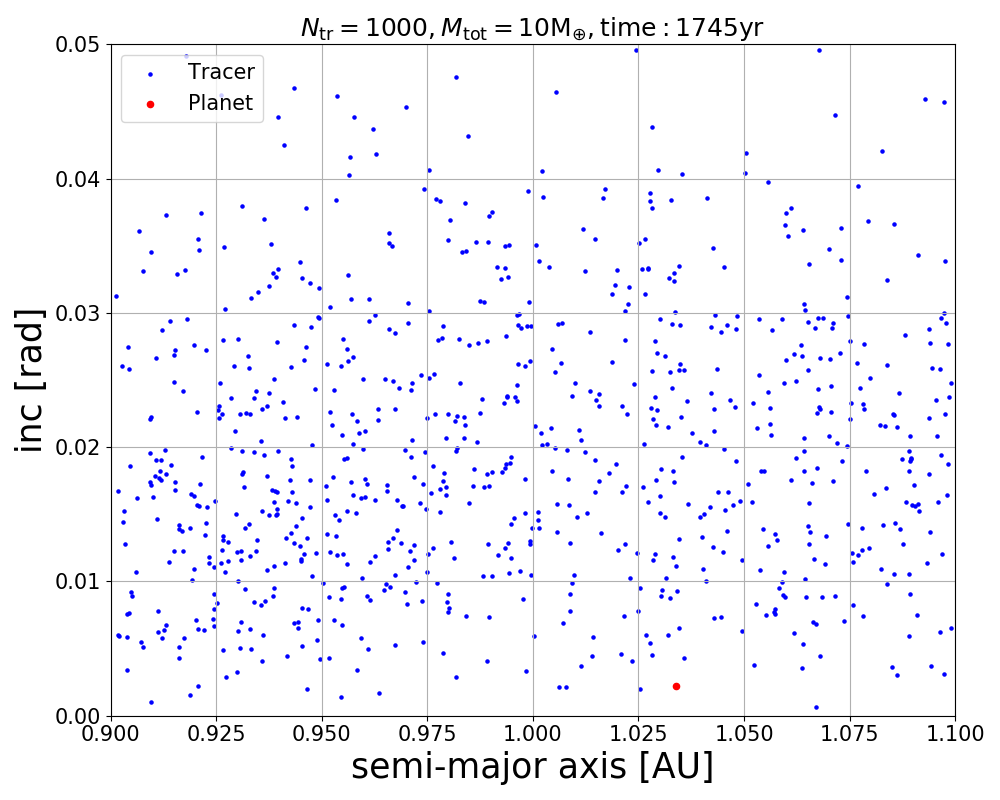 N_tr = 1000, M_tot = 10M_⊕, time : 1745yr
Tracer
Planet
0.05
0.04
0.03
0.02
0.01
0.00
inc [rad]
0.900 0.925 0.950 0.975 1.000 1.025 1.050 1.075 1.100
semi-major axis [AU]